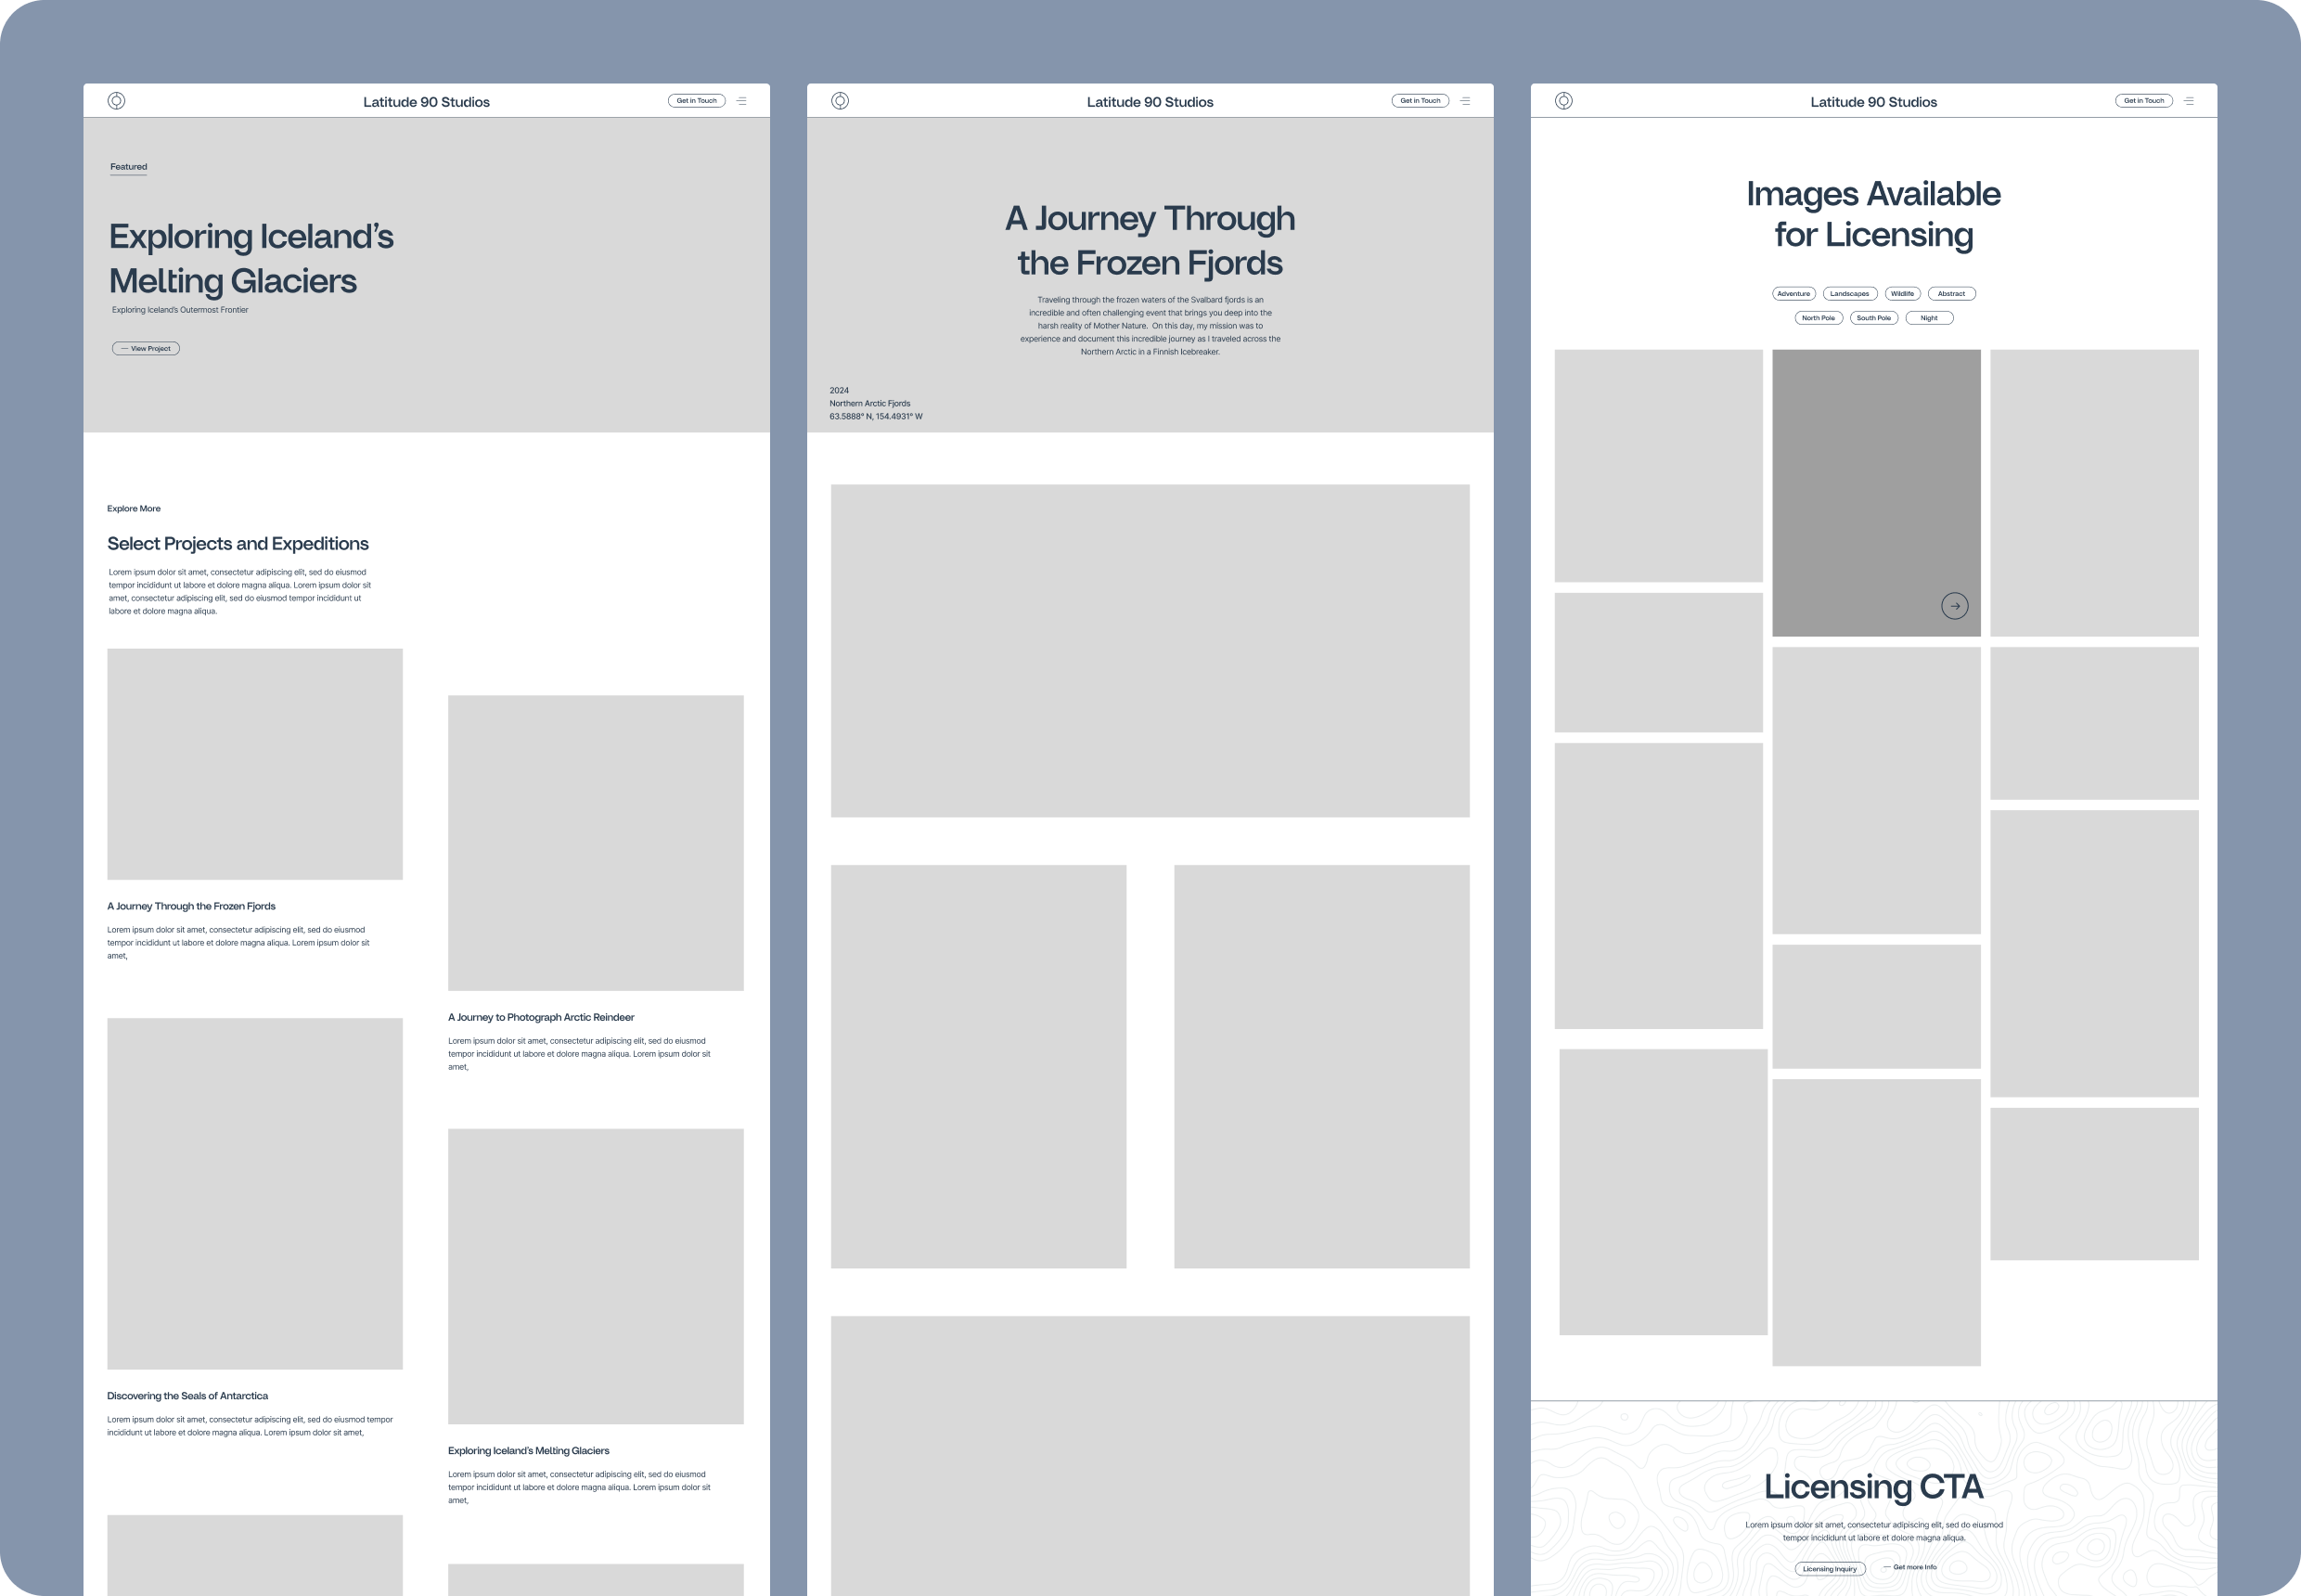 Latitude 90 Studios
Get in Touch
Featured
Exploring Iceland's
Melting Glaciers
Exploring Iceland's Outermost Frontier
— View Project
Explore More
Select Projects and Expeditions
Lorem ipsum dolor sit amet, consectetur adipiscing elit, sed do eiusmod
tempor incididunt ut labore et dolore magna aliqua. Lorem ipsum dolor sit
amet, consectetur adipiscing elit, sed do eiusmod tempor incididunt ut
labore et dolore magna aliqua.
A Journey Through the Frozen Fjords
Lorem ipsum dolor sit amet, consectetur adipiscing elit, sed do eiusmod
tempor incididunt ut labore et dolore magna aliqua. Lorem ipsum dolor sit
amet,
A Journey to Photograph Arctic Reindeer
Lorem ipsum dolor sit amet, consectetur adipiscing elit, sed do eiusmod
tempor incididunt ut labore et dolore magna aliqua. Lorem ipsum dolor sit
amet,
Discovering the Seals of Antarctica
Lorem ipsum dolor sit amet, consectetur adipiscing elit, sed do eiusmod tempor
incididunt ut labore et dolore magna aliqua. Lorem ipsum dolor sit amet,
Exploring Iceland's Melting Glaciers
Lorem ipsum dolor sit amet, consectetur adipiscing elit, sed do eiusmod
tempor incididunt ut labore et dolore magna aliqua. Lorem ipsum dolor sit
amet,
Latitude 90 Studios
Get in Touch
A Journey Through
the Frozen Fjords
Traveling through the frozen waters of the Svalbard fjords is an
incredible and often challenging event that brings you deep into the
harsh reality of Mother Nature. On this day, my mission was to
experience and document this incredible journey as I traveled across the
Northern Arctic in a Finnish Icebreaker.
2024
Northern Arctic Fjords
63.5888° N, 154.4931° W
Latitude 90 Studios
Get in Touch
Images Available
for Licensing
Adventure Landscapes Wildlife Abstract
North Pole South Pole Night
Licensing CTA
Lorem ipsum dolor sit amet, consectetur adipiscing elit, sed do eiusmod
tempor incididunt ut labore et dolore magna aliqua.
Licensing Inquiry — Get more Info